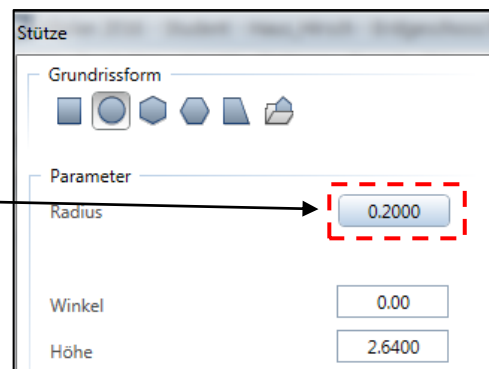 Stütze
Grundrissform
Parameter
Radius 0.2000
Winkel 0.00
Höhe 2.6400